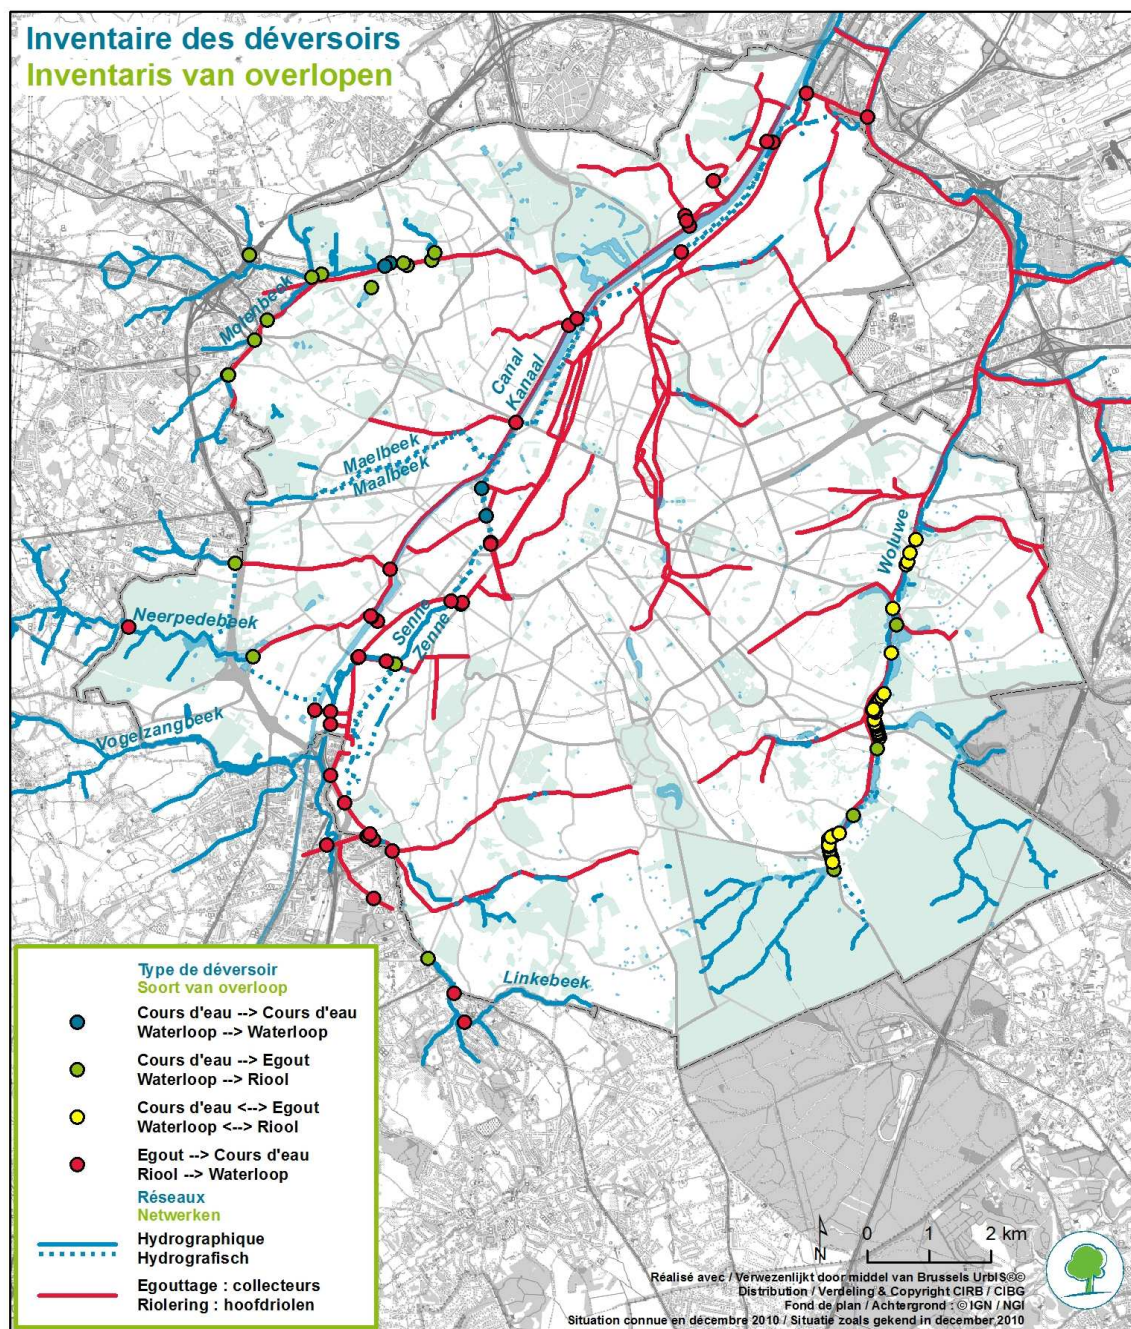 Inventaire des déversoirs
Inventaris van overlopen
Molenbeek
Canal
Kanaal
Maelbeek
Maalbeek
Woluwe
Neerpedebeek
Senne
Zenne
Vogelzangbeek
Linkebeek
Type de déversoir
Soort van overloop
Cours d'eau --> Cours d'eau
Waterloop --> Waterloop
Cours d'eau --> Egout
Waterloop --> Riool
Cours d'eau <--> Egout
Waterloop <--> Riool
Egout --> Cours d'eau
Riool --> Waterloop
Réseaux
Netwerken
Hydrographique
Hydrografisch
Egouttage : collecteurs
Riolering : hoofdriolen
N
0 1 2 km
Réalisé avec / Verwezenlijkt door middel van Brussels UrbIS®©
Distribution / Verdeling & Copyright CIRB / CIBG
Fond de plan / Achtergrond : © IGN / NGI
Situation connue en décembre 2010 / Situatie zoals gekend in december 2010